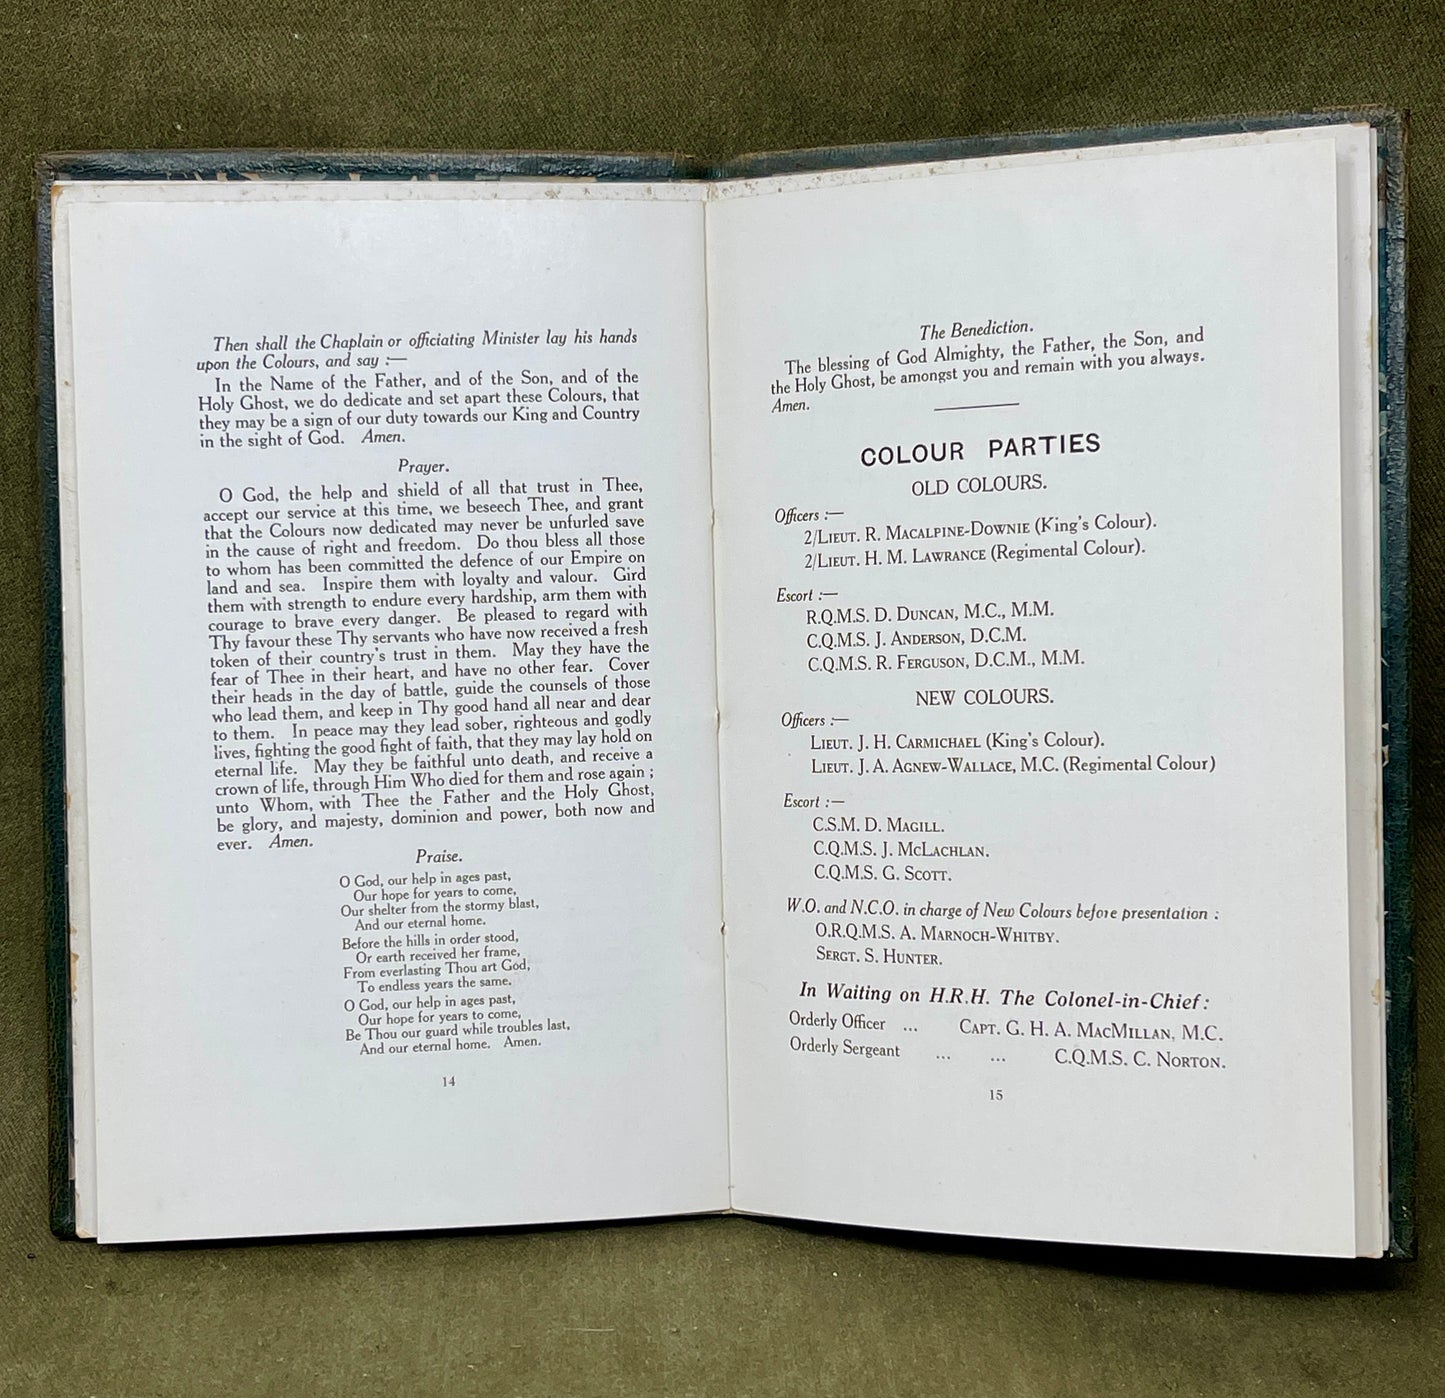 Then shall the Chaplain or officiating Minister lay his hands
upon the Colours, and say :—
In the Name of the Father, and of the Son, and of the
Holy Ghost, we do dedicate and set apart these Colours, that
they may be a sign of our duty towards our King and Country
in the sight of God. Amen.
Prayer.
O God, the help and shield of all that trust in Thee,
accept our service at this time, we beseech Thee, and grant
that the Colours now dedicated may never be unfurled save
in the cause of right and freedom. Do thou bless all those
to whom has been committed the defence of our Empire on
land and sea. Inspire them with loyalty and valour. Gird
them with strength to endure every hardship, arm them with
courage to brave every danger. Be pleased to regard with
Thy favour these Thy servants who have now received a fresh
token of their country's trust in them. May they have the
fear of Thee in their heart, and have no other fear. Cover
their heads in the day of battle, guide the counsels of those
who lead them, and keep in Thy good hand all near and dear
to them. In peace may they lead sober, righteous and godly
lives, fighting the good fight of faith, that they may lay hold on
eternal life. May they be faithful unto death, and receive a
crown of life, through Him Who died for them and rose again ;
unto Whom, with Thee the Father and the Holy Ghost,
be glory, and majesty, dominion and power, both now and
ever. Amen.
Praise.
O God, our help in ages past,
Our hope for years to come,
Our shelter from the stormy blast,
And our eternal home.
Before the hills in order stood,
Or earth received her frame,
From everlasting Thou art God,
To endless years the same.
O God, our help in ages past,
Our hope for years to come,
Be Thou our guard while troubles last,
And our eternal home. Amen.
14
The Benediction.
The blessing of God Almighty, the Father, the Son, and
the Holy Ghost, be amongst you and remain with you always.
Amen.
COLOUR PARTIES
OLD COLOURS.
Officers :—
2/Lieut. R. Macalpine-Downie (King's Colour).
2/Lieut. H. M. Lawrance (Regimental Colour).
Escort :—
R.Q.M.S. D. Duncan, M.C., M.M.
C.Q.M.S. J. Anderson, D.C.M.
C.Q.M.S. R. Ferguson, D.C.M., M.M.
NEW COLOURS.
Officers :—
Lieut. J. H. Carmichael (King's Colour).
Lieut. J. A. Agnew-Wallace, M.C. (Regimental Colour)
Escort :—
C.S.M. D. Magill.
C.Q.M.S. J. McLachlan.
C.Q.M.S. G. Scott.
W.O. and N.C.O. in charge of New Colours before presentation :
O.R.Q.M.S. A. Marnoch-Whitby.
Sergt. S. Hunter.
In Waiting on H.R.H. The Colonel-in-Chief :
Orderly Officer ... Capt. G. H. A. MacMillan, M.C.
Orderly Sergeant ... ... C.Q.M.S. C. Norton.
15